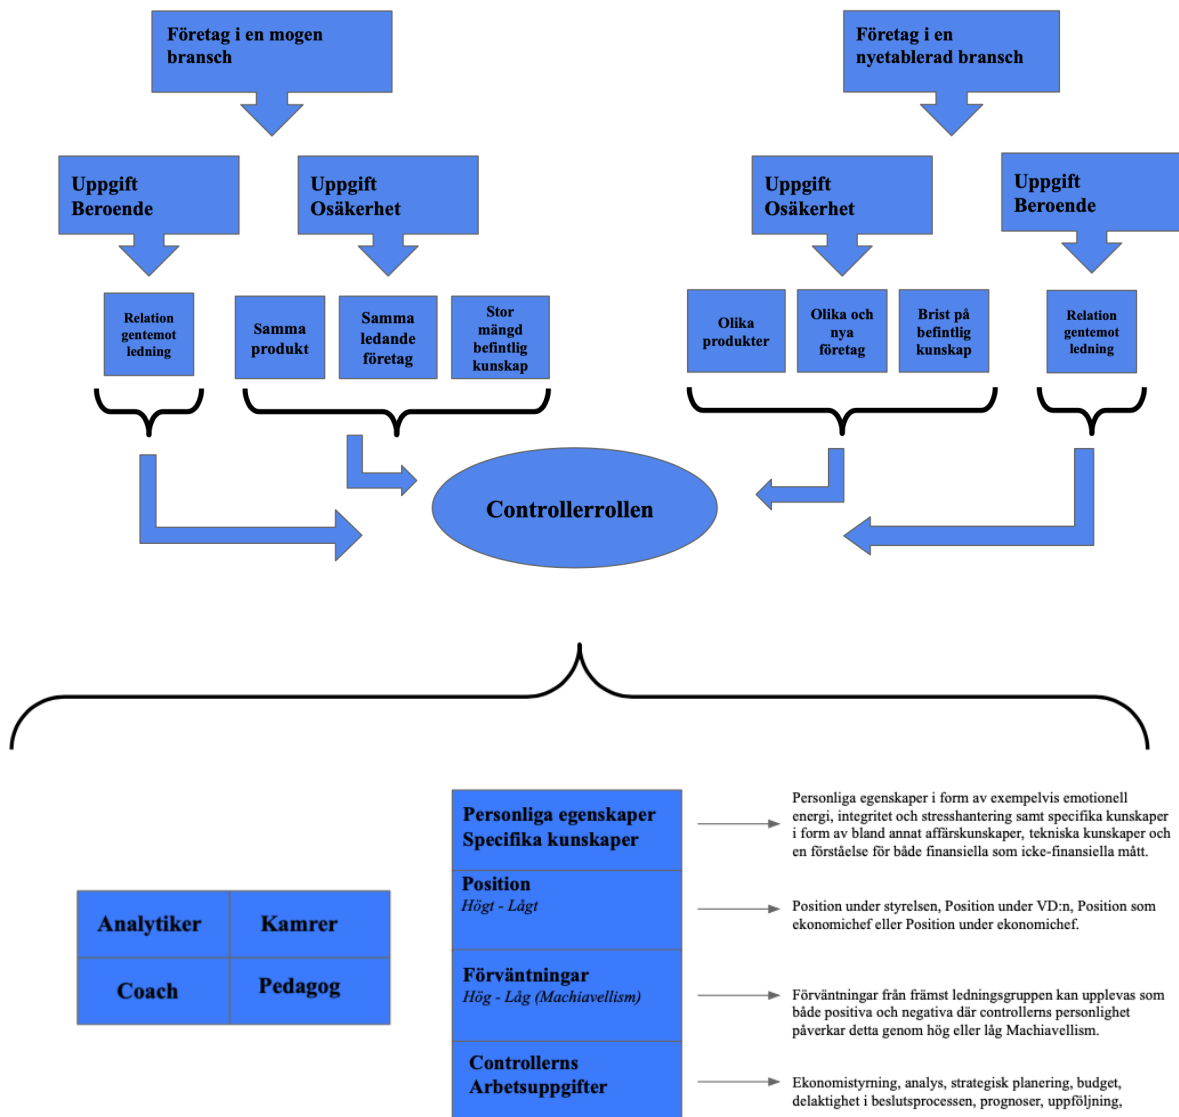 Företag i en mogen
bransch
Företag i en
nyetablerad bransch
Uppgift
Beroende
Uppgift
Osäkerhet
Uppgift
Osäkerhet
Uppgift
Beroende
Relation
gentemot
ledning
Samma
produkt
Samma
ledande
företag
Stor
mängd
befintlig
kunskap
Olika
produkter
Olika och
nya
företag
Brist på
befintlig
kunskap
Relation
gentemot
ledning
Controllerrollen
Analytiker
Kamrer
Coach
Pedagog
Personliga egenskaper
Specifika kunskaper
Personliga egenskaper i form av exempelvis emotionell
energi, integritet och stresshantering samt specifika kunskaper
i form av bland annat affärskunskaper, tekniska kunskaper och
en förståelse för både finansiella som icke-finansiella mått.
Position
Högt - Lågt
Position under styrelsen, Position under VD:n, Position som
ekonomichef eller Position under ekonomichef.
Förväntningar
Hög - Låg (Machiavellism)
Förväntningar från främst ledningsgruppen kan upplevas som
både positiva och negativa där controllerns personlighet
påverkar detta genom hög eller låg Machiavellism.
Controllerns
Arbetsuppgifter
Ekonomistyrning, analys, strategisk planering, budget,
delaktighet i beslutsprocessen, prognoser, uppföljning,